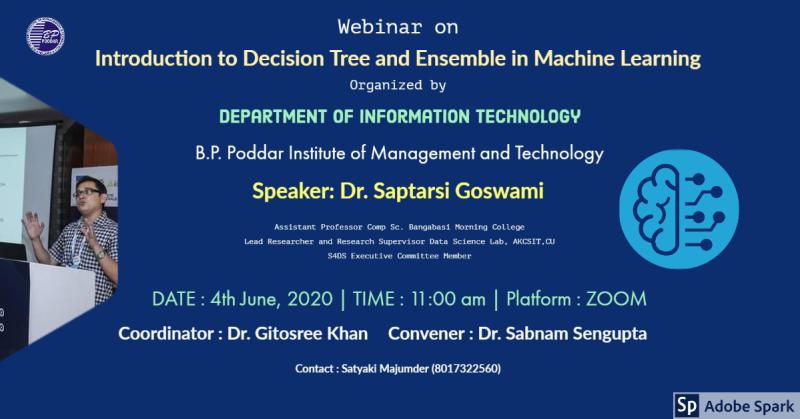 BP
PODDAR
Webinar on
Introduction to Decision Tree and Ensemble in Machine Learning
Organized by
DEPARTMENT OF INFORMATION TECHNOLOGY
B.P. Poddar Institute of Management and Technology
Speaker: Dr. Saptarsi Goswami
Assistant Professor Comp Sc. Bangabasi Morning College
Lead Researcher and Research Supervisor Data Science Lab, AKCSIT,CU
S4DS Executive Committee Member
DATE : 4th June, 2020 | TIME : 11:00 am | Platform : ZOOM
Coordinator : Dr. Gitosree Khan Convener : Dr. Sabnam Sengupta
Contact : Satyaki Majumder (8017322560)
Sp Adobe Spark